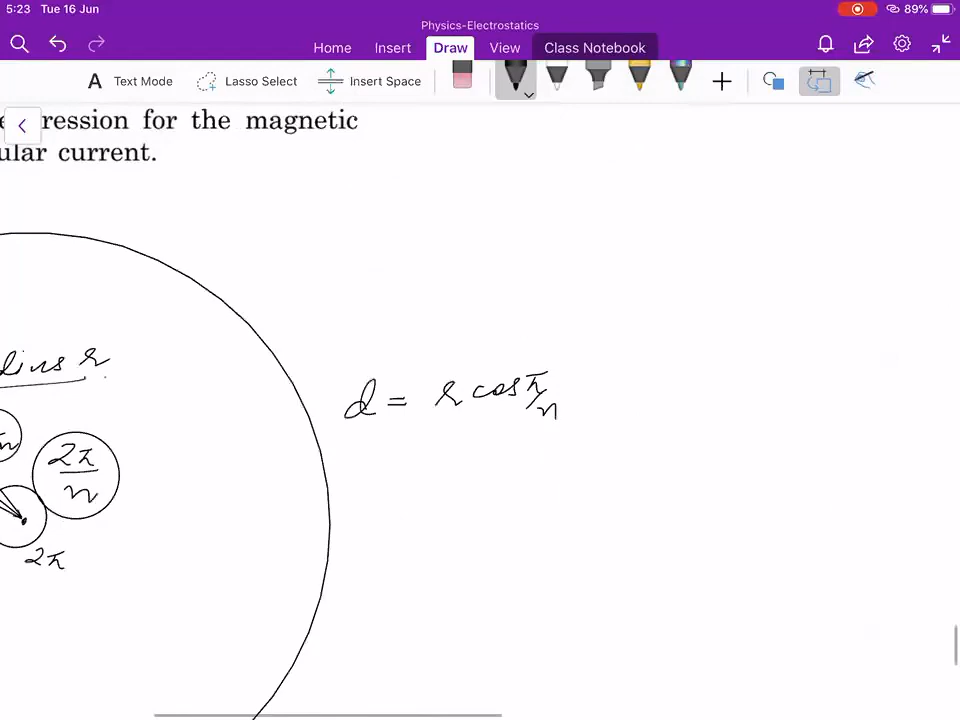 5:23 Tue 16 Jun
89%
Physics-Electrostatics
Home Insert Draw View Class Notebook
A Text Mode Lasso Select Insert Space
ression for the magnetic
ular current.
dius r
d = r cos π/n
2π/n
n
2π